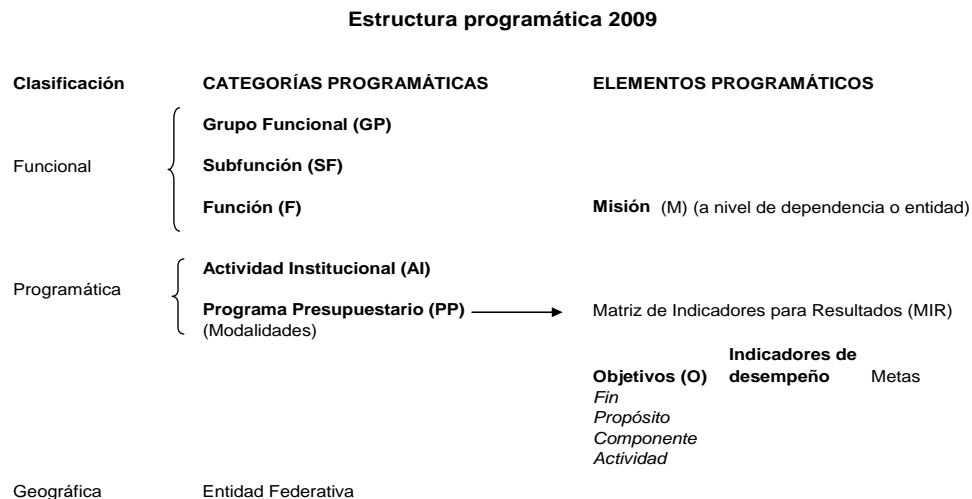 Estructura programática 2009
Clasificación CATEGORÍAS PROGRAMÁTICAS ELEMENTOS PROGRAMÁTICOS
Grupo Funcional (GP)
Funcional Subfunción (SF)
Función (F) Misión (M) (a nivel de dependencia o entidad)
Actividad Institucional (AI)
Programática
Programa Presupuestario (PP) Matriz de Indicadores para Resultados (MIR)
(Modalidades)
Indicadores de
Objetivos (O) desempeño Metas
Fin
Propósito
Componente
Actividad
Geográfica Entidad Federativa